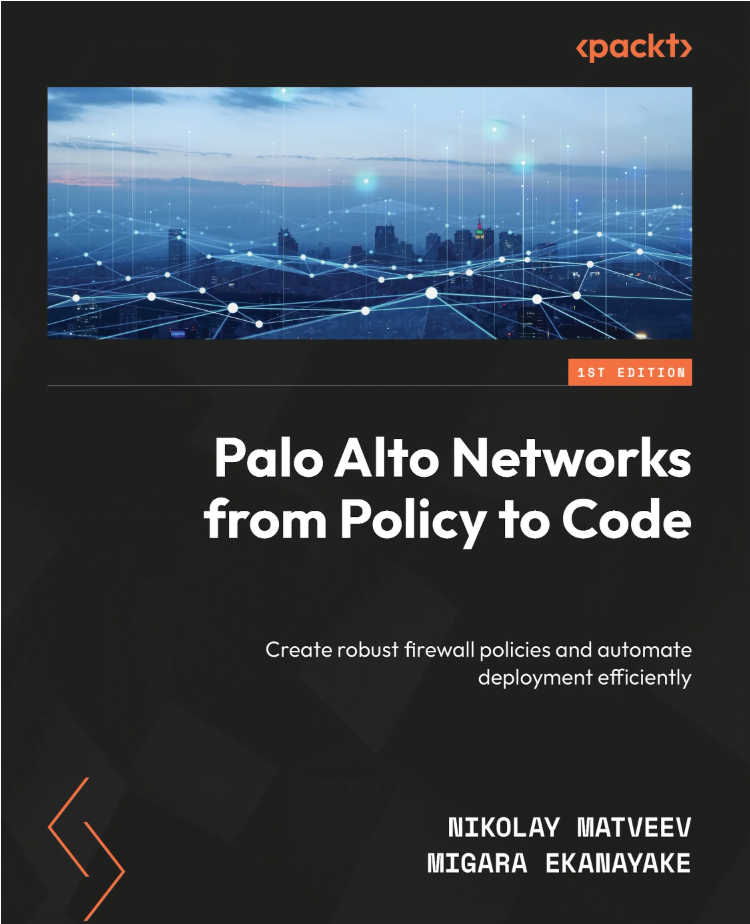 <packt>
1ST EDITION
Palo Alto Networks
from Policy to Code
Create robust firewall policies and automate
deployment efficiently
NIKOLAY MATVEEV
MIGARA EKANAYAKE